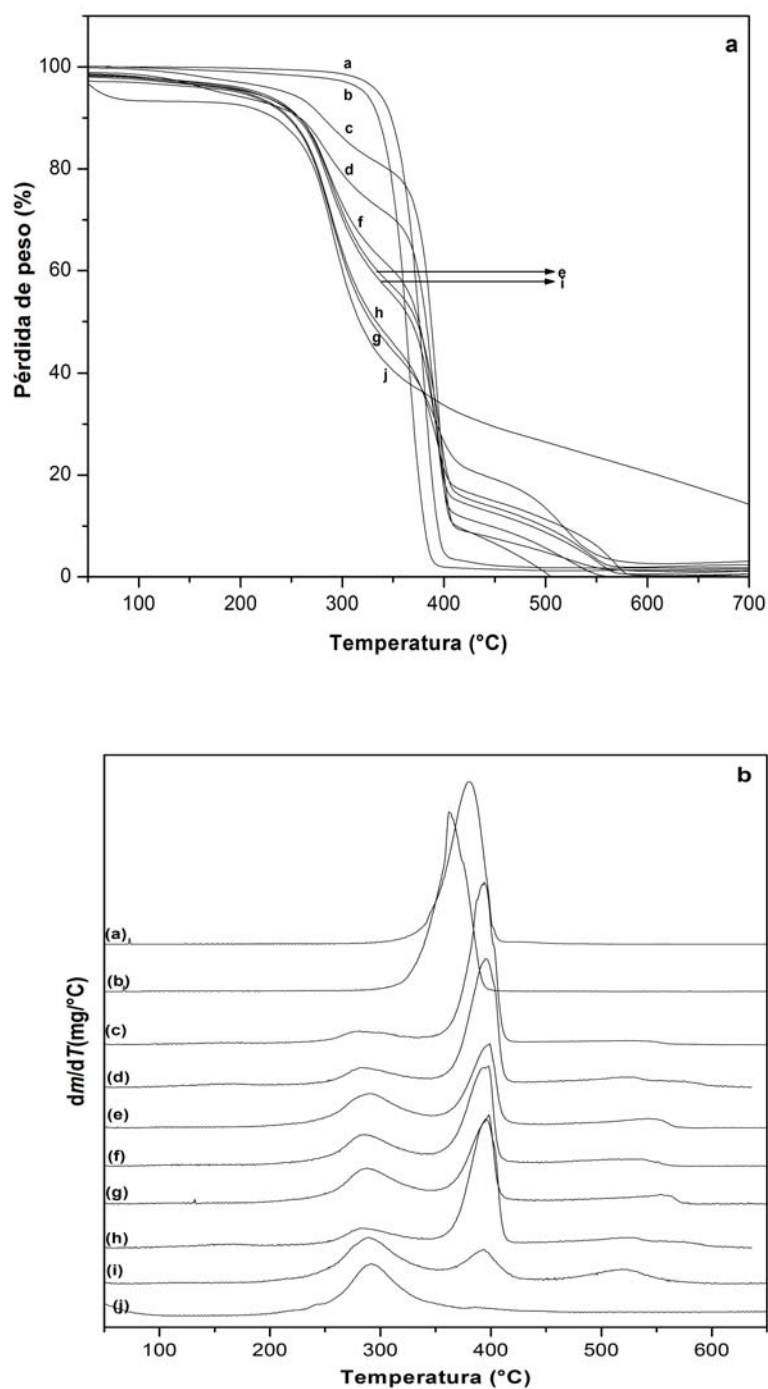 a
100
a
b
c
80
d
f
60
e
i
h
40
g
j
20
0
100
200
300
400
500
600
700
Pérdida de peso (%)
Temperatura (°C)
b
(a)
(b)
(c)
(d)
(e)
(f)
(g)
(h)
(i)
(j)
100
200
300
400
500
600
dm/dT(mg/°C)
Temperatura (°C)